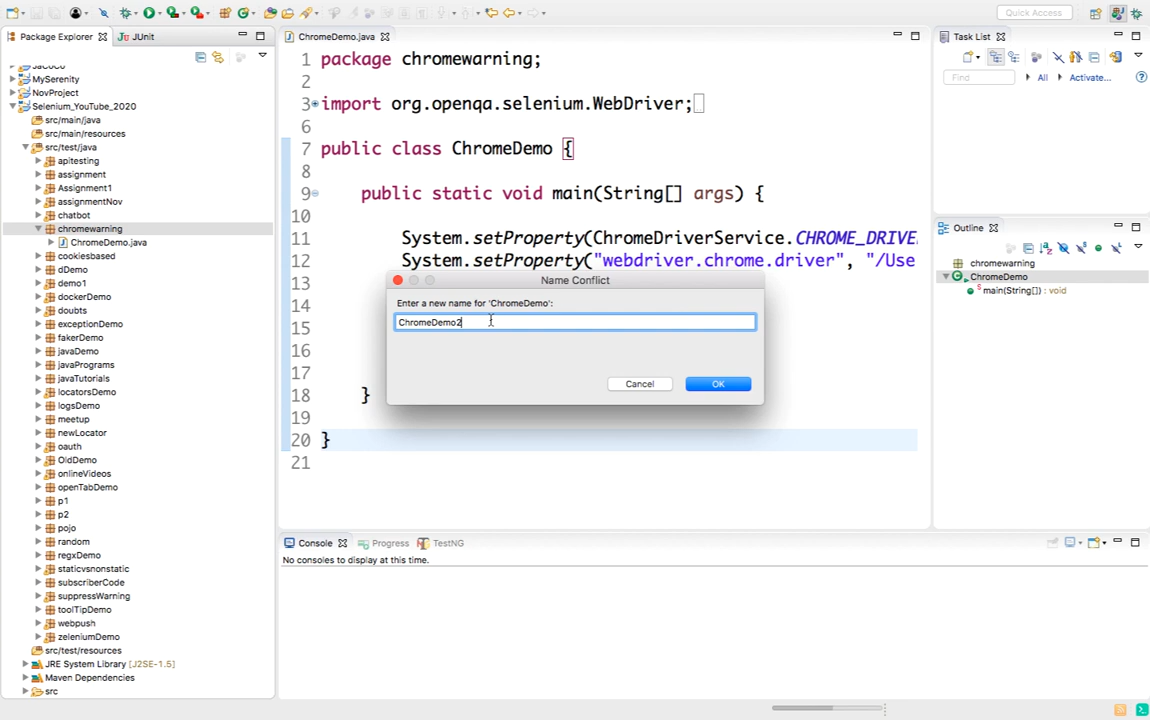 Quick Access
Package Explorer
JUnit
MySerenity
NovProject
Selenium_YouTube_2020
src/main/java
src/main/resources
src/test/java
apitesting
assignment
Assignment1
assignmentNov
chatbot
chromewarning
ChromeDemo.java
cookiesbased
dDemo
demo1
dockerDemo
doubts
exceptionDemo
fakerDemo
javaDemo
javaPrograms
javaTutorials
locatorsDemo
logsDemo
meetup
newLocator
oauth
OldDemo
onlineVideos
openTabDemo
p1
p2
pojo
random
regxDemo
staticvsnonstatic
subscriberCode
suppressWarning
toolTipDemo
webpush
zeleniumDemo
src/test/resources
JRE System Library [J2SE-1.5]
Maven Dependencies
src
ChromeDemo.java
1 package chromewarning;
2
3 import org.openqa.selenium.WebDriver;
6
7 public class ChromeDemo {
8
9 public static void main(String[] args) {
10
11 System.setProperty(ChromeDriverService.CHROME_DRIVE
12 System.setProperty("webdriver.chrome.driver", "/Use
13
14
15
16
17
18 }
19
20 }
21
Name Conflict
Enter a new name for 'ChromeDemo':
ChromeDemo2
Cancel
OK
Console
Progress
TestNG
No consoles to display at this time.
Task List
Find
All
Activate...
Outline
chromewarning
ChromeDemo
main(String[]) : void